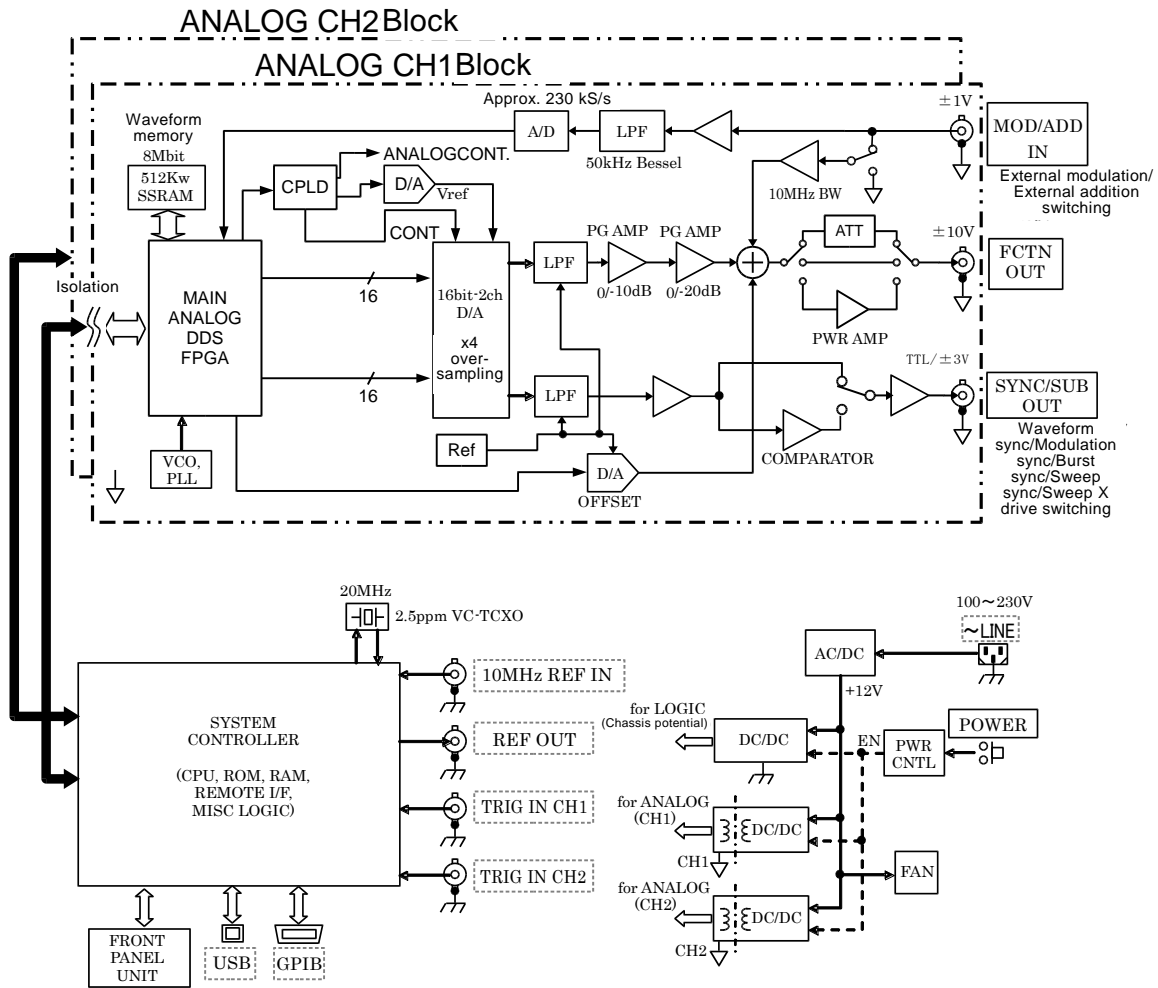 ANALOG CH2 Block
ANALOG CH1 Block
Approx. 230 kS/s
±1V
Waveform
memory
8Mbit
512Kw
SSRAM
A/D
LPF
50kHz Bessel
MOD/ADD
IN
External modulation/
External addition
switching
ANALOGCONT.
CPLD
D/A
Vref
CONT
10MHz BW
ATT
±10V
FCTN
OUT
PG AMP
0/-10dB
PG AMP
0/-20dB
LPF
PWR AMP
Isolation
MAIN
ANALOG
DDS
FPGA
16
16
16bit-2ch
D/A
x4
over-
sampling
LPF
TTL/±3V
SYNC/SUB
OUT
Waveform
sync/Modulation
sync/Burst
sync/Sweep
sync/Sweep X
drive switching
COMPARATOR
Ref
VCO,
PLL
D/A
OFFSET
20MHz
2.5ppm VC-TCXO
SYSTEM
CONTROLLER
(CPU, ROM, RAM,
REMOTE I/F,
MISC LOGIC)
10MHz REF IN
REF OUT
TRIG IN CH1
TRIG IN CH2
FRONT
PANEL
UNIT
USB
GPIB
100～230V
～LINE
AC/DC
+12V
for LOGIC
(Chassis potential)
DC/DC
EN
PWR
CNTL
POWER
for ANALOG
(CH1)
DC/DC
CH1
FAN
for ANALOG
(CH2)
DC/DC
CH2